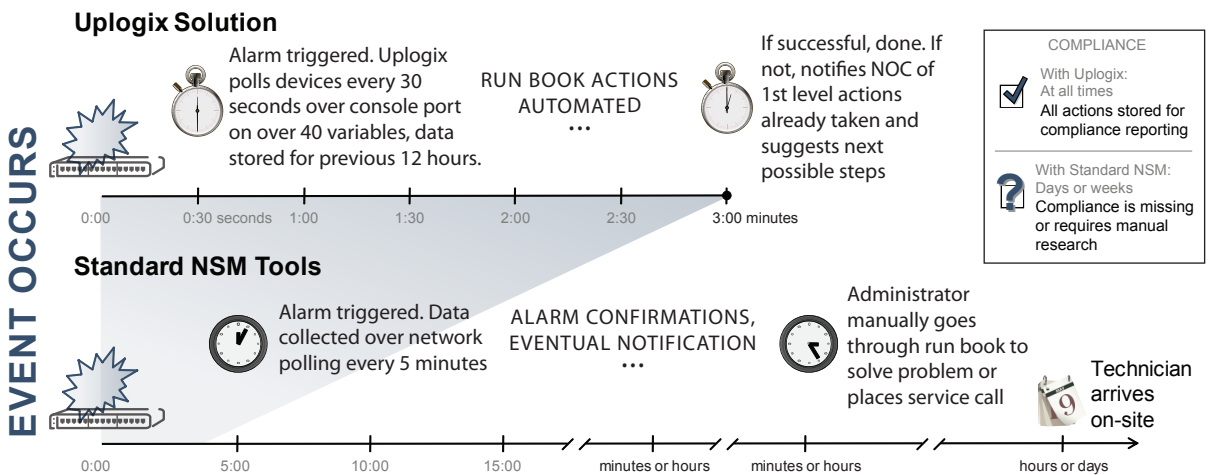 EVENT OCCURS
Uplogix Solution
Alarm triggered. Uplogix
polls devices every 30
seconds over console port
on over 40 variables, data
stored for previous 12 hours.
RUN BOOK ACTIONS
AUTOMATED
...
If successful, done. If
not, notifies NOC of
1st level actions
already taken and
suggests next
possible steps
0:00
0:30 seconds
1:00
1:30
2:00
2:30
3:00 minutes
COMPLIANCE
With Uplogix:
At all times
All actions stored for
compliance reporting
?
With Standard NSM:
Days or weeks
Compliance is missing
or requires manual
research
Standard NSM Tools
Alarm triggered. Data
collected over network
polling every 5 minutes
ALARM CONFIRMATIONS,
EVENTUAL NOTIFICATION
...
Administrator
manually goes
through run book to
solve problem or
places service call
19
Technician
arrives
on-site
0:00
5:00
10:00
15:00
minutes or hours
minutes or hours
hours or days